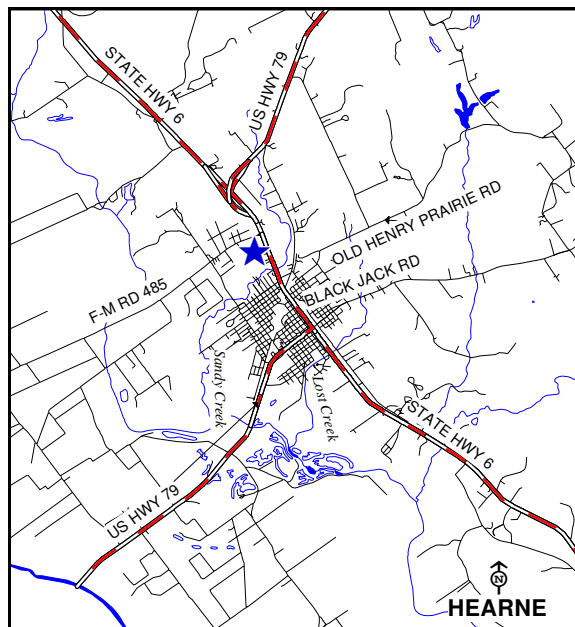 STATE HWY 6
US HWY 79
OLD HENRY PRAIRIE RD
F-M RD 485
BLACK JACK RD
Sandy Creek
Lost Creek
STATE HWY 6
US HWY 79
N
HEARNE